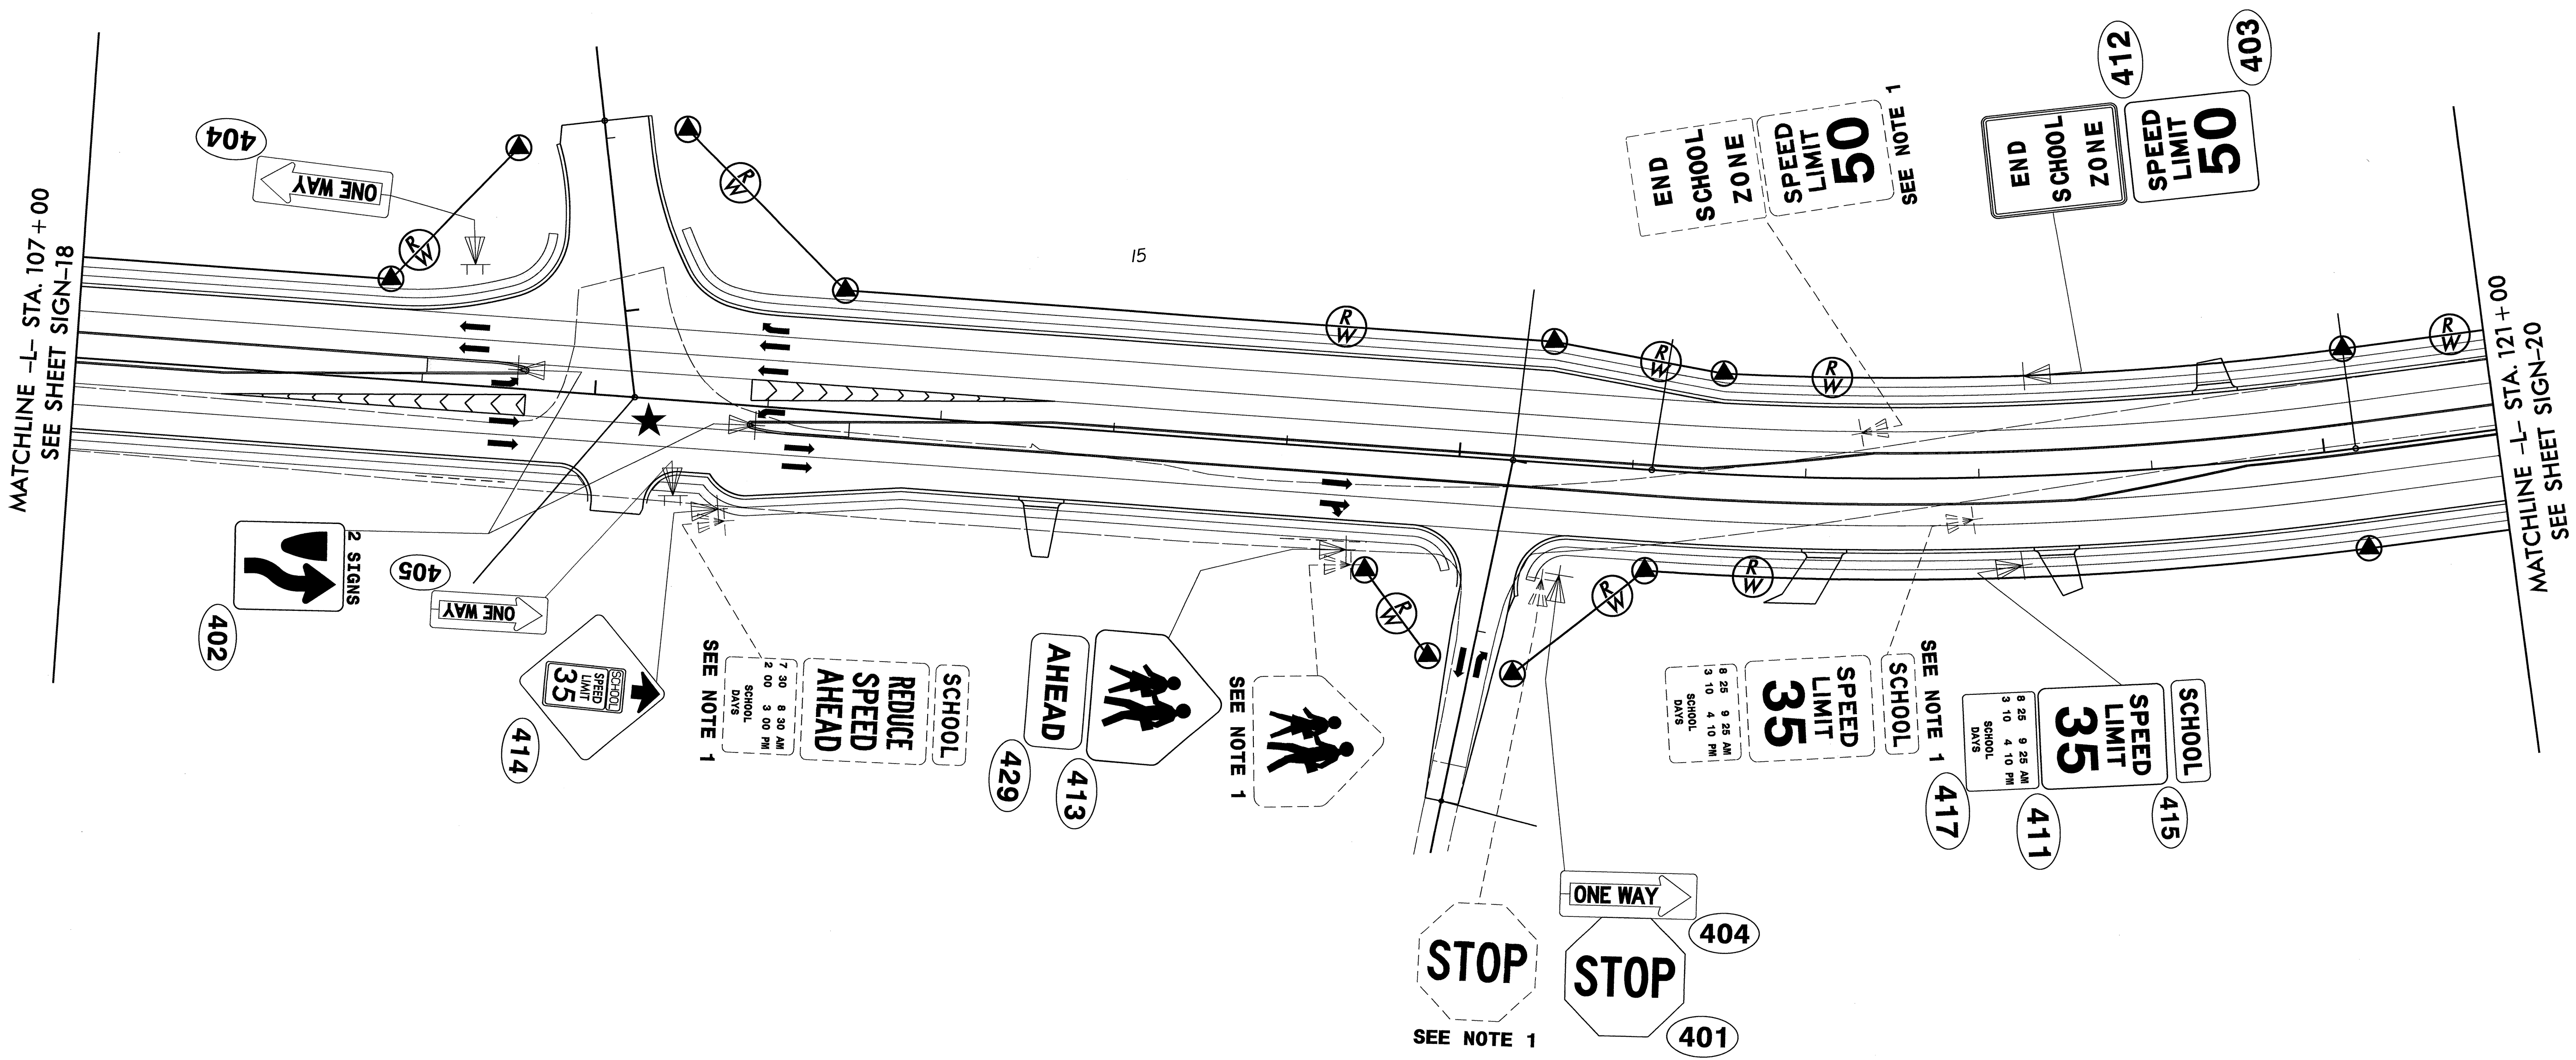 MATCHLINE -L- STA. 107+00
SEE SHEET SIGN-18
404
ONE WAY
R/W
R/W
15
R/W
R/W
R/W
R/W
END
SCHOOL
ZONE
SPEED
LIMIT
50
SEE NOTE 1
END
SCHOOL
ZONE
412
SPEED
LIMIT
50
403
MATCHLINE -L- STA. 121+00
SEE SHEET SIGN-20
2 SIGNS
402
405
ONE WAY
SCHOOL
SPEED
LIMIT
35
414
SCHOOL
REDUCE
SPEED
AHEAD
7 30 8 30 AM
2 00 3 00 PM
SCHOOL
DAYS
SEE NOTE 1
AHEAD
429
413
SEE NOTE 1
R/W
R/W
R/W
STOP
SEE NOTE 1
ONE WAY
404
STOP
401
SCHOOL
SPEED
LIMIT
35
8 25 9 25 AM
3 10 4 10 PM
SCHOOL
DAYS
SEE NOTE 1
SCHOOL
415
SPEED
LIMIT
35
411
8 25 9 25 AM
3 10 4 10 PM
SCHOOL
DAYS
417